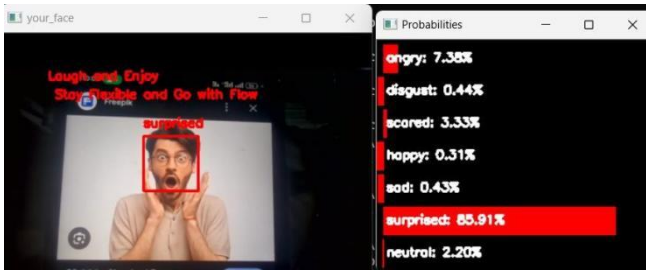 your_face
Laugh and Enjoy
Stay Flexible and Go with Flow
Freepik
surprised
Probabilities
angry: 7.38%
disgust: 0.44%
scared: 3.33%
happy: 0.31%
sad: 0.43%
surprised: 85.91%
neutral: 2.20%